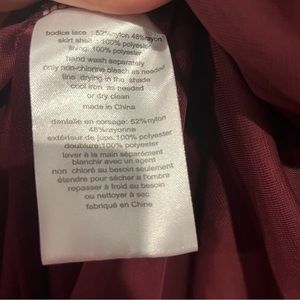 bodice lace : 52%nylon 48%rayon
skirt shell : 100% polyester
lining: 100% polyester
hand wash separately
only non-chlorine bleach as needed
line drying in the shade
cool iron as needed
or dry clean
made in China
dentelle en corsage: 52%nylon
48%rayonne
extérieur de jupe:100% polyester
doublure:100% polyester
laver à la main séparément
blanchir avec un agent
non chloré au besoin seulement
étendre pour sécher a l'ombre
repasser à froid au besoin
ou nettoyer à sec
fabriqué en Chine